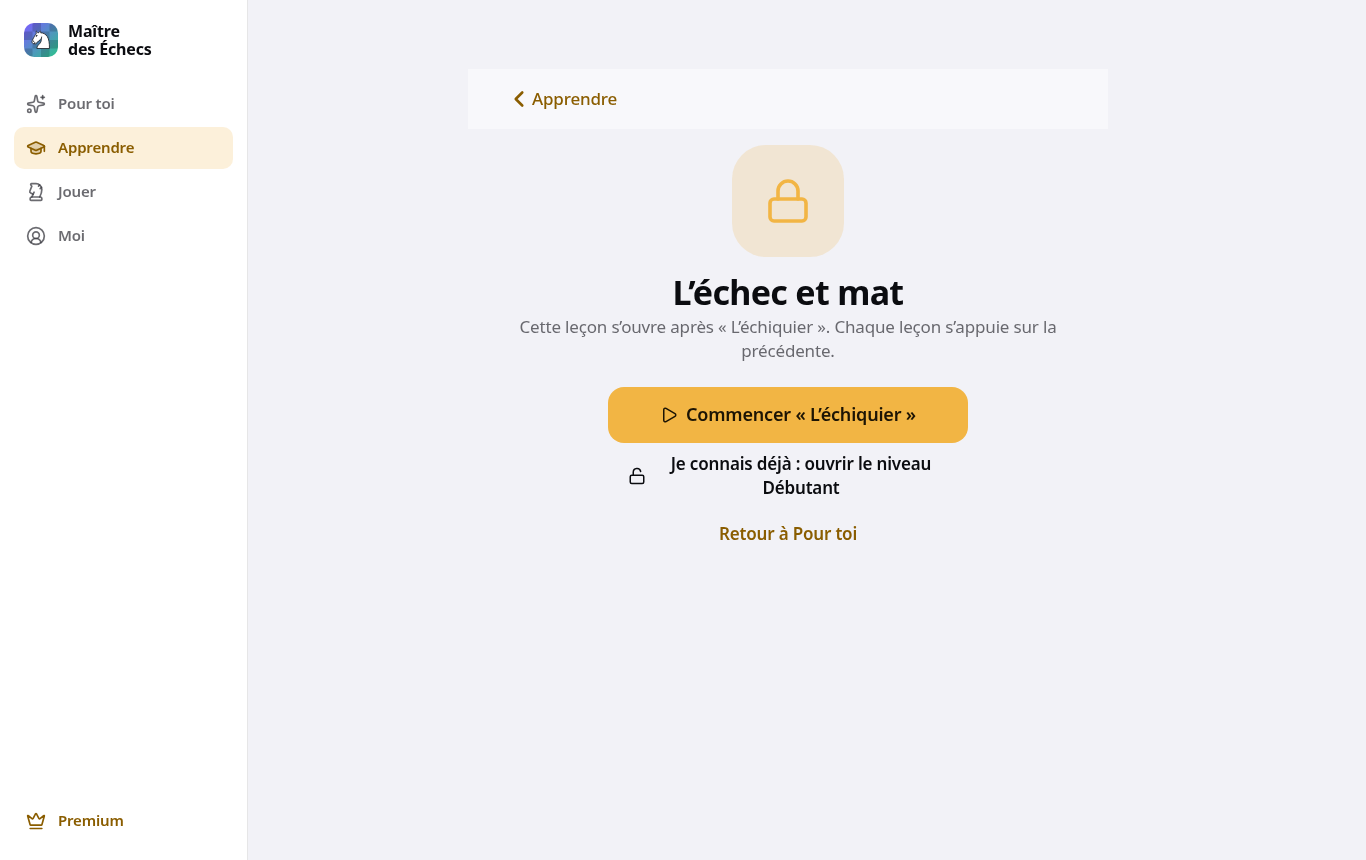 Maître
des Échecs
Pour toi
Apprendre
Jouer
Moi
Premium
Apprendre
L’échec et mat
Cette leçon s’ouvre après « L’échiquier ». Chaque leçon s’appuie sur la
précédente.
Commencer « L’échiquier »
Je connais déjà : ouvrir le niveau
Débutant
Retour à Pour toi